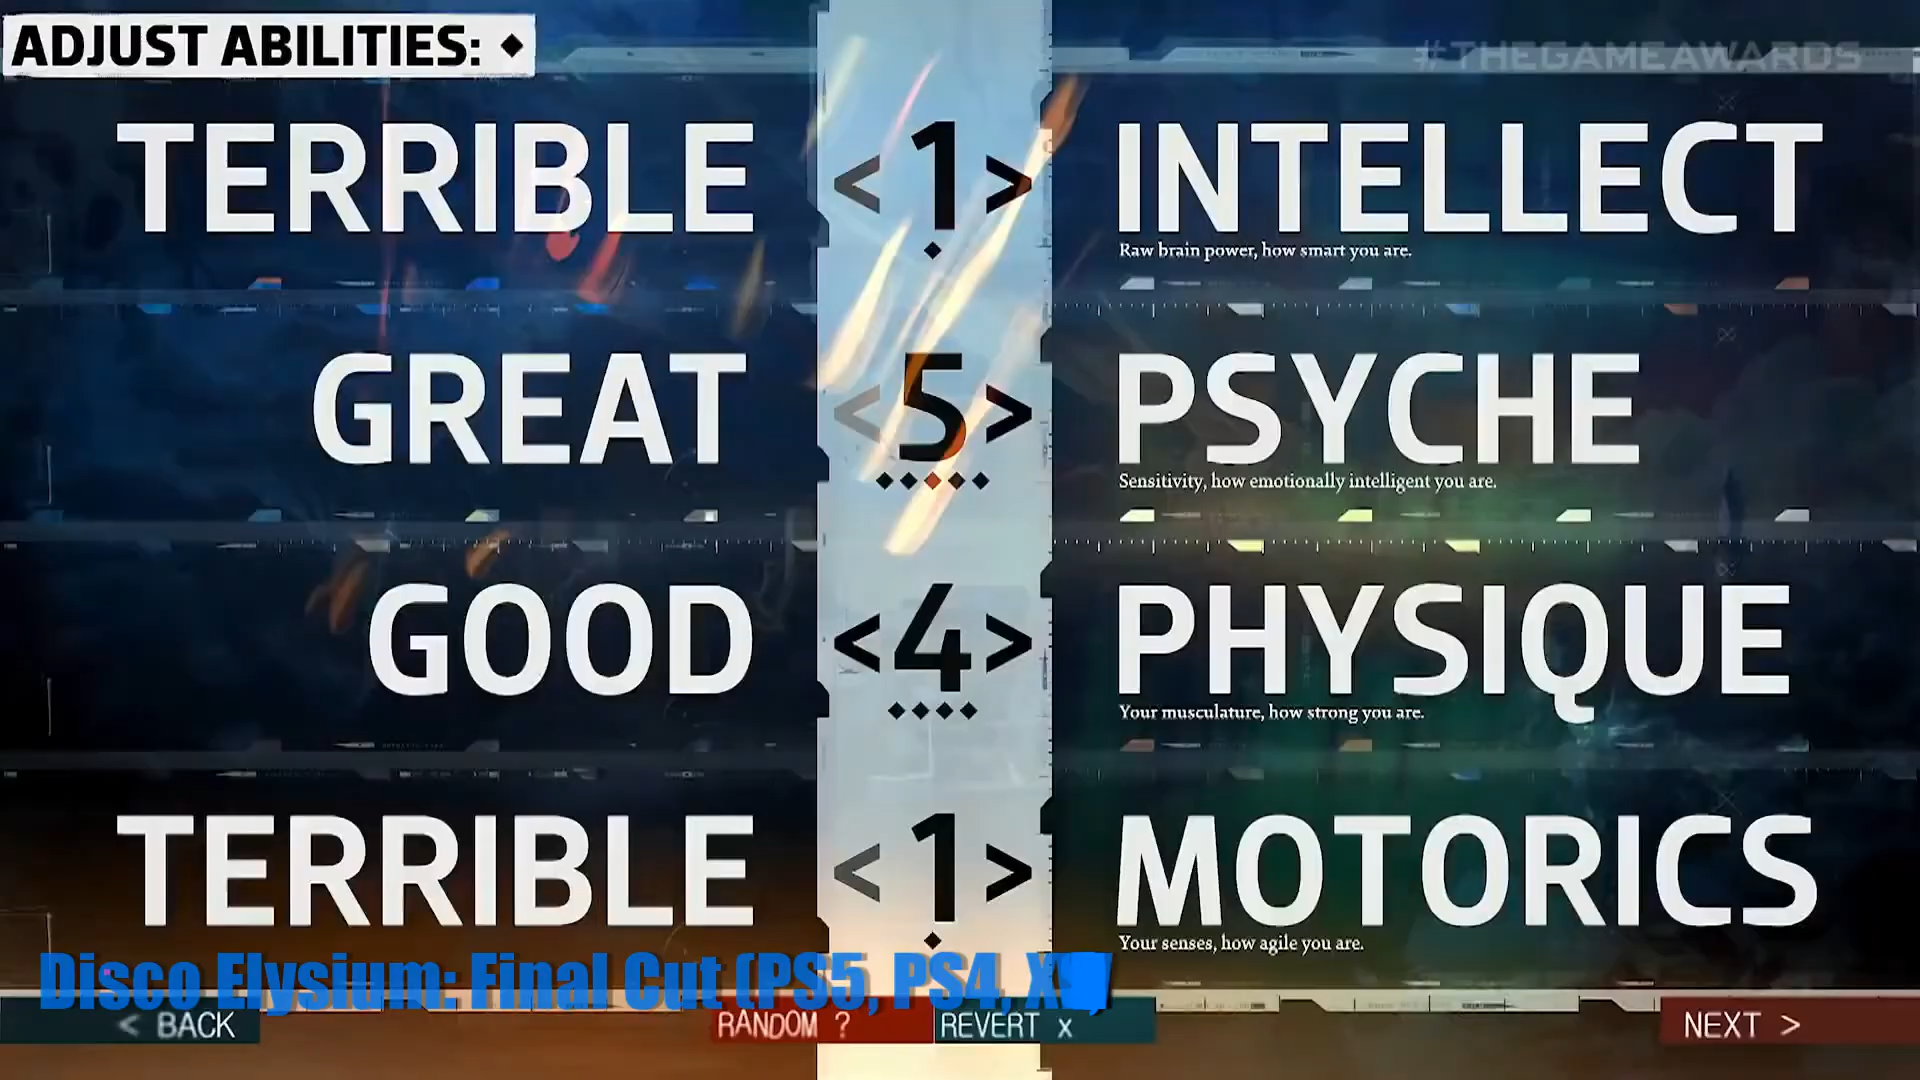 ADJUST ABILITIES: ◆
#THEGAMEAWARDS
TERRIBLE <1> INTELLECT
Raw brain power, how smart you are.
GREAT <5> PSYCHE
Sensitivity, how emotionally intelligent you are.
GOOD <4> PHYSIQUE
Your musculature, how strong you are.
TERRIBLE <1> MOTORICS
Your senses, how agile you are.
Disco Elysium: Final Cut (PS5, PS4,
< BACK RANDOM ? REVERT x NEXT >